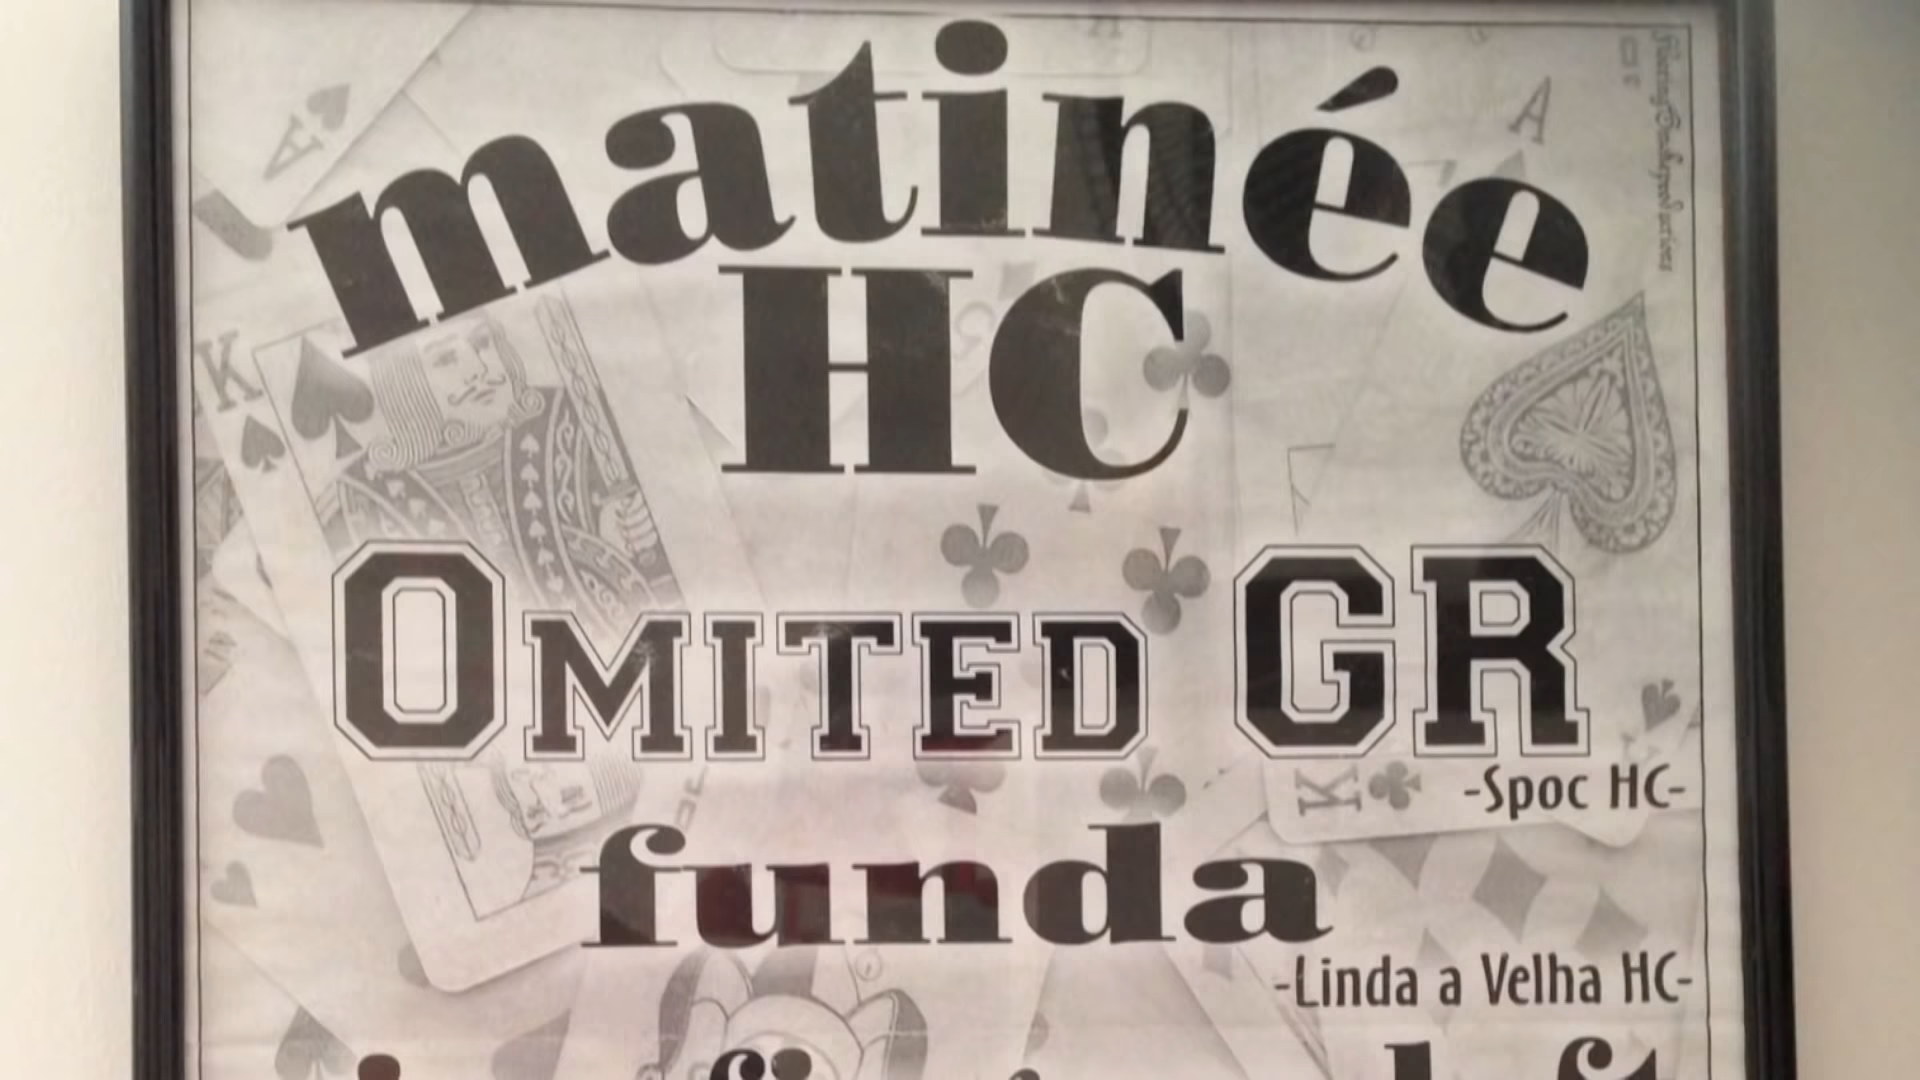 matinée
HC
OMITED GR
-Spoc HC-
funda
-Linda a Velha HC-
A
A
K
K